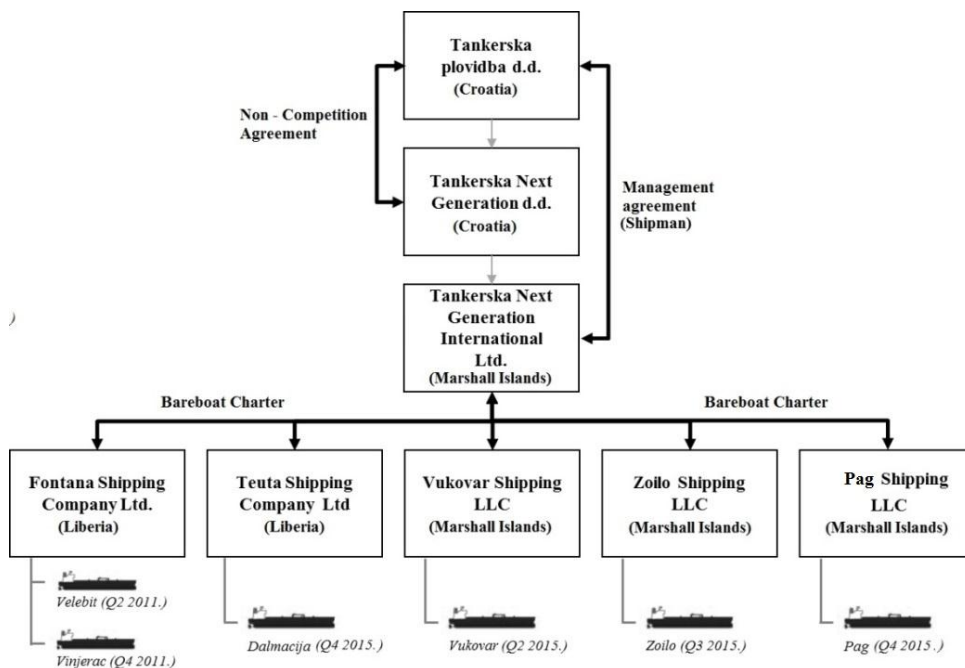 Tankerska
plovidba d.d.
(Croatia)
Non - Competition
Agreement
Tankerska Next
Generation d.d.
(Croatia)
Management
agreement
(Shipman)
)
Tankerska Next
Generation
International
Ltd.
(Marshall Islands)
Bareboat Charter
Bareboat Charter
Fontana Shipping
Company Ltd.
(Liberia)
Teuta Shipping
Company Ltd
(Liberia)
Vukovar Shipping
LLC
(Marshall Islands)
Zoilo Shipping
LLC
(Marshall Islands)
Pag Shipping
LLC
(Marshall Islands)
Velebit (Q2 2011.)
Vinjerac (Q4 2011.)
Dalmacija (Q4 2015.)
Vukovar (Q2 2015.)
Zoilo (Q3 2015.)
Pag (Q4 2015.)